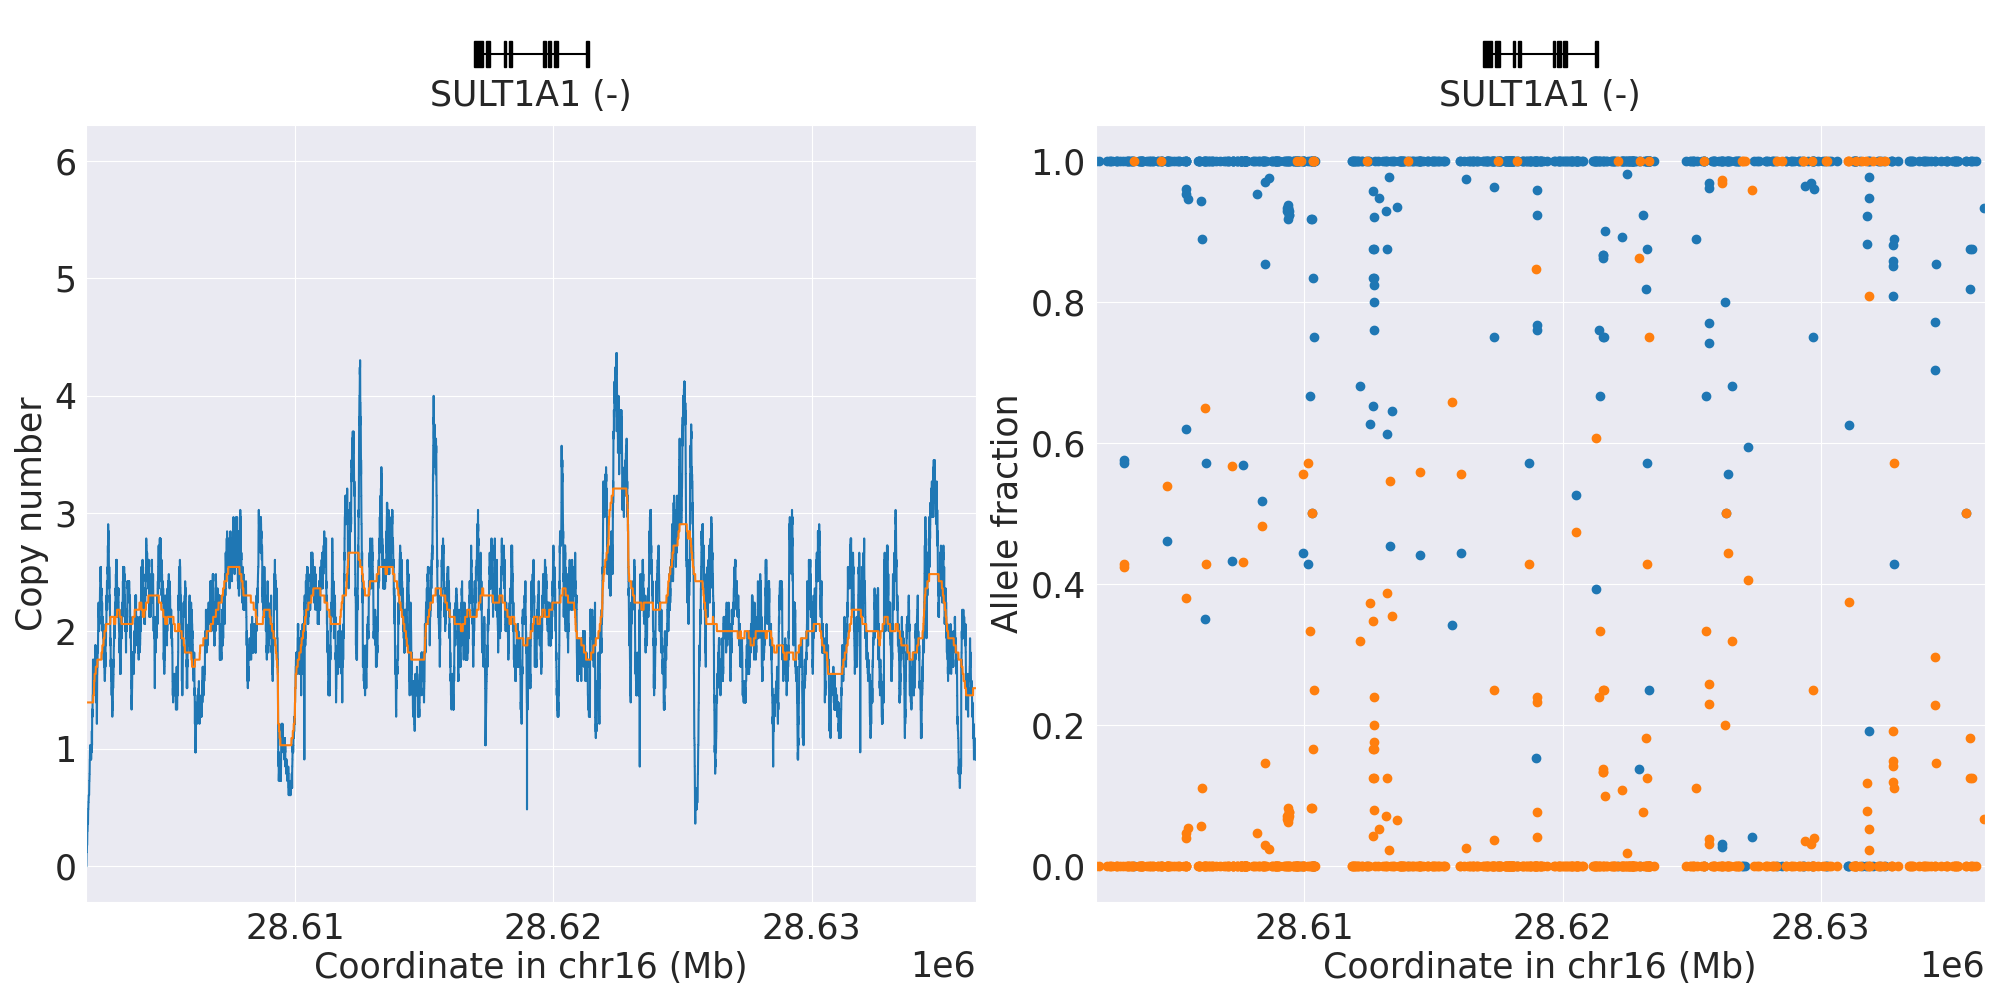 SULT1A1 (-)
6
5
4
3
2
1
0
Copy number
28.61
28.62
28.63
Coordinate in chr16 (Mb)
1e6
SULT1A1 (-)
1.0
0.8
0.6
0.4
0.2
0.0
Allele fraction
28.61
28.62
28.63
Coordinate in chr16 (Mb)
1e6